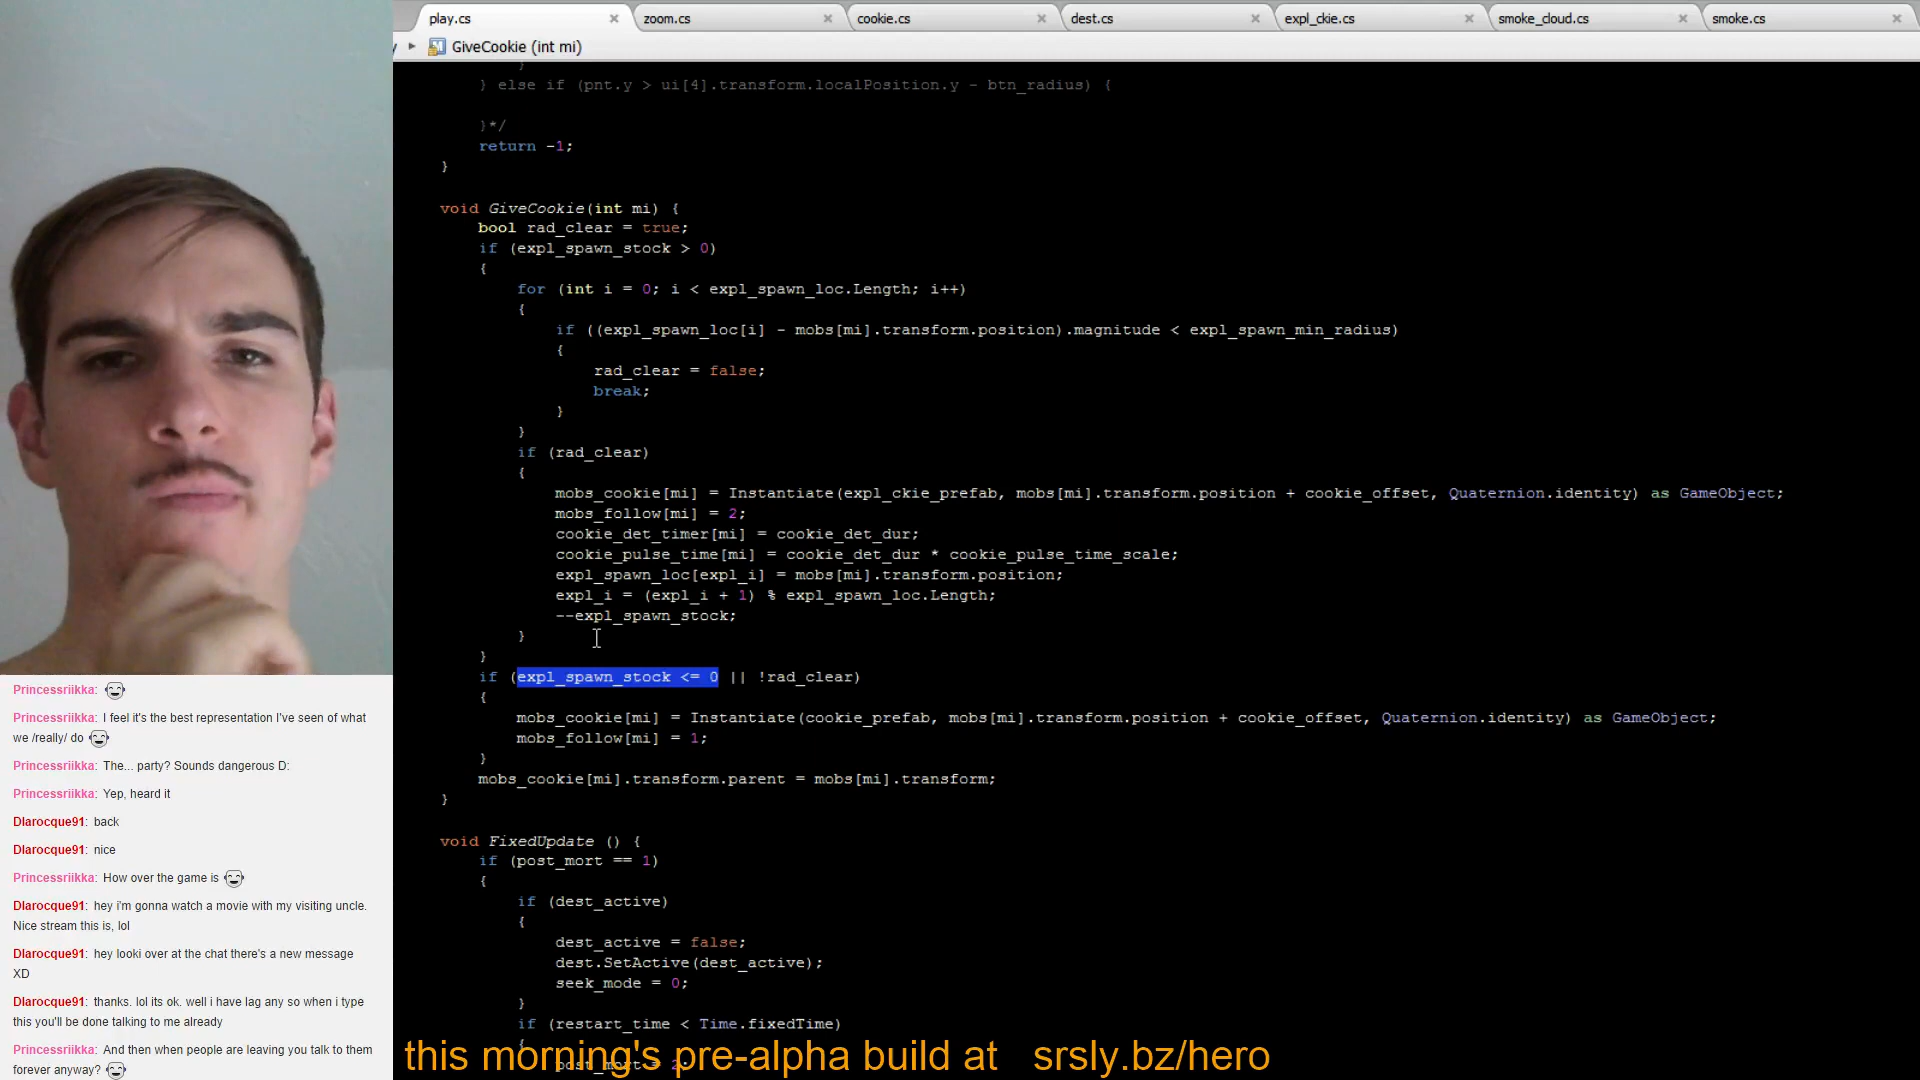 play.cs
zoom.cs
cookie.cs
dest.cs
expl_ckie.cs
smoke_cloud.cs
smoke.cs
GiveCookie (int mi)
}
} else if (pnt.y > ui[4].transform.localPosition.y - btn_radius) {
}*/
return -1;
}
void GiveCookie(int mi) {
bool rad_clear = true;
if (expl_spawn_stock > 0)
{
for (int i = 0; i < expl_spawn_loc.Length; i++)
{
if ((expl_spawn_loc[i] - mobs[mi].transform.position).magnitude < expl_spawn_min_radius)
{
rad_clear = false;
break;
}
}
if (rad_clear)
{
mobs_cookie[mi] = Instantiate(expl_ckie_prefab, mobs[mi].transform.position + cookie_offset, Quaternion.identity) as GameObject;
mobs_follow[mi] = 2;
cookie_det_timer[mi] = cookie_det_dur;
cookie_pulse_time[mi] = cookie_det_dur * cookie_pulse_time_scale;
expl_spawn_loc[expl_i] = mobs[mi].transform.position;
expl_i = (expl_i + 1) % expl_spawn_loc.Length;
--expl_spawn_stock;
}
}
if (expl_spawn_stock <= 0 || !rad_clear)
{
mobs_cookie[mi] = Instantiate(cookie_prefab, mobs[mi].transform.position + cookie_offset, Quaternion.identity) as GameObject;
mobs_follow[mi] = 1;
}
mobs_cookie[mi].transform.parent = mobs[mi].transform;
}
void FixedUpdate () {
if (post_mort == 1)
{
if (dest_active)
{
dest_active = false;
dest.SetActive(dest_active);
seek_mode = 0;
}
if (restart_time < Time.fixedTime)
{
post_mort = 2;
this morning's pre-alpha build at srsly.bz/hero
Princessriikka:
Princessriikka: I feel it's the best representation I've seen of what
we /really/ do
Princessriikka: The... party? Sounds dangerous D:
Princessriikka: Yep, heard it
Dlarocque91: back
Dlarocque91: nice
Princessriikka: How over the game is
Dlarocque91: hey i'm gonna watch a movie with my visiting uncle.
Nice stream this is, lol
Dlarocque91: hey looki over at the chat there's a new message
XD
Dlarocque91: thanks. lol its ok. well i have lag any so when i type
this you'll be done talking to me already
Princessriikka: And then when people are leaving you talk to them
forever anyway?